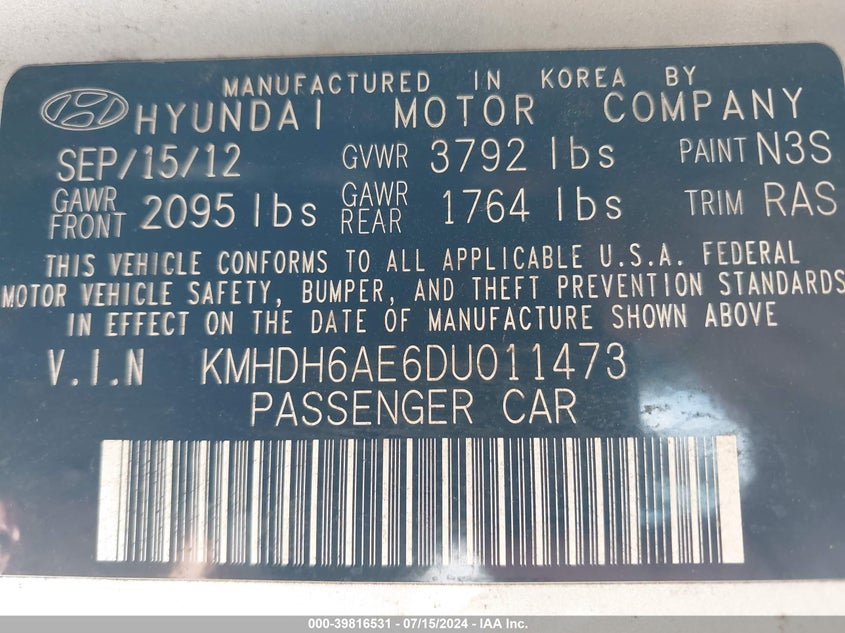 MANUFACTURED IN KOREA BY
HYUNDAI MOTOR COMPANY
SEP/15/12 GVWR 3792 lbs PAINT N3S
GAWR FRONT 2095 lbs GAWR REAR 1764 lbs TRIM RAS
THIS VEHICLE CONFORMS TO ALL APPLICABLE U.S.A. FEDERAL
MOTOR VEHICLE SAFETY, BUMPER, AND THEFT PREVENTION STANDARDS
IN EFFECT ON THE DATE OF MANUFACTURE SHOWN ABOVE
V.I.N KMHDH6AE6DU011473
PASSENGER CAR
000-39816531 - 07/15/2024 - IAA Inc.